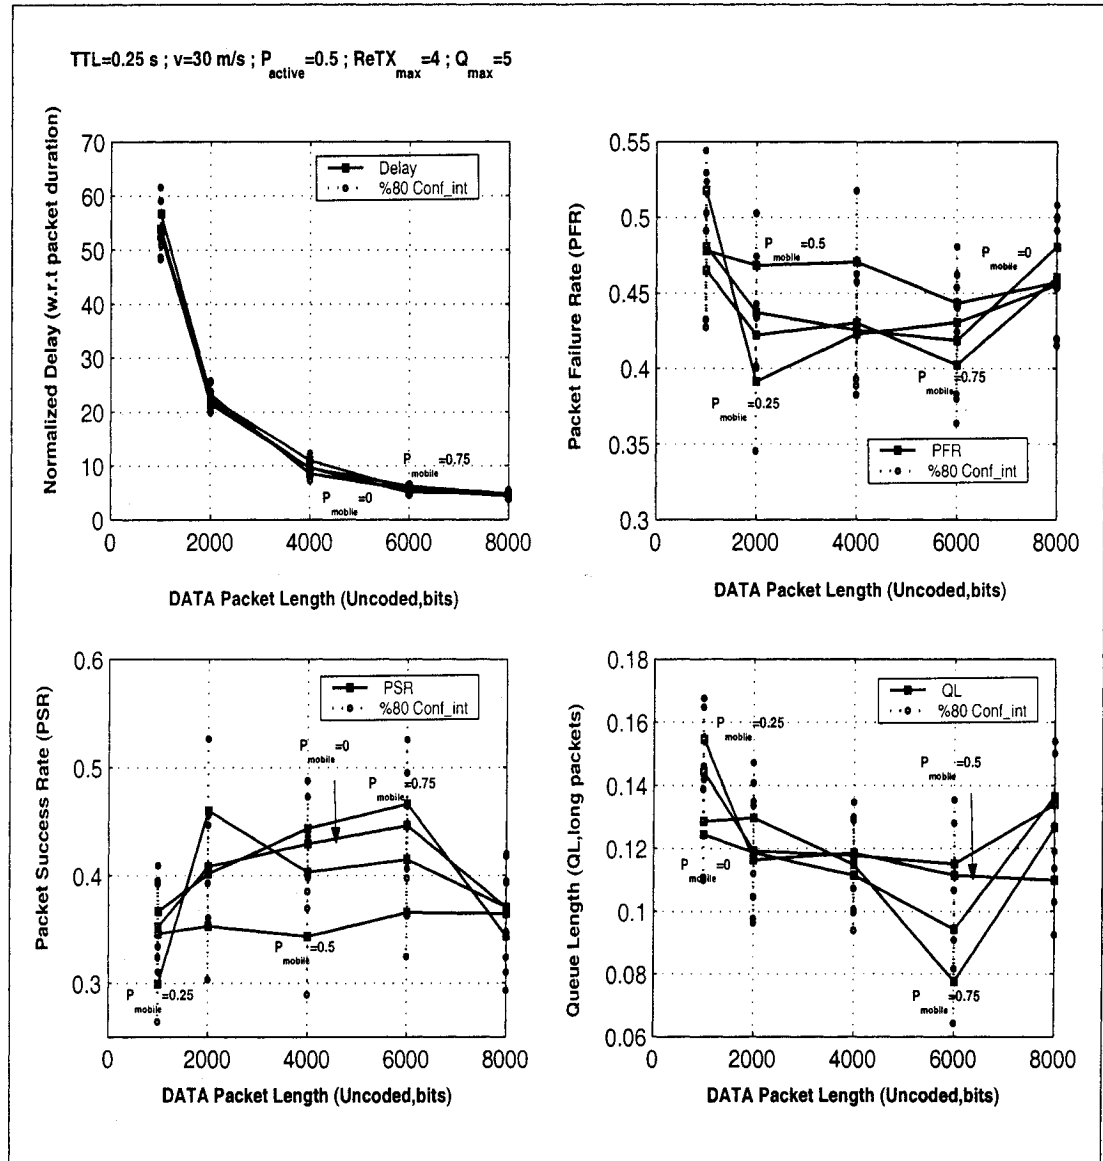 TTL=0.25 s ; v=30 m/s ; P_active=0.5 ; ReTX_max=4 ; Q_max=5
Normalized Delay (w.r.t packet duration)
70
60
50
40
30
20
10
0
Delay
%80 Conf_int
P_mobile=0.75
P_mobile=0
0 2000 4000 6000 8000
DATA Packet Length (Uncoded,bits)
Packet Failure Rate (PFR)
0.55
0.5
0.45
0.4
0.35
0.3
P_mobile=0.5
P_mobile=0
P_mobile=0.75
P_mobile=0.25
PFR
%80 Conf_int
0 2000 4000 6000 8000
DATA Packet Length (Uncoded,bits)
Packet Success Rate (PSR)
0.6
0.5
0.4
0.3
PSR
%80 Conf_int
P_mobile=0
P_mobile=0.75
P_mobile=0.5
P_mobile=0.25
0 2000 4000 6000 8000
DATA Packet Length (Uncoded,bits)
Queue Length (QL,long packets)
0.18
0.16
0.14
0.12
0.1
0.08
0.06
QL
%80 Conf_int
P_mobile=0.25
P_mobile=0.5
P_mobile=0
P_mobile=0.75
0 2000 4000 6000 8000
DATA Packet Length (Uncoded,bits)